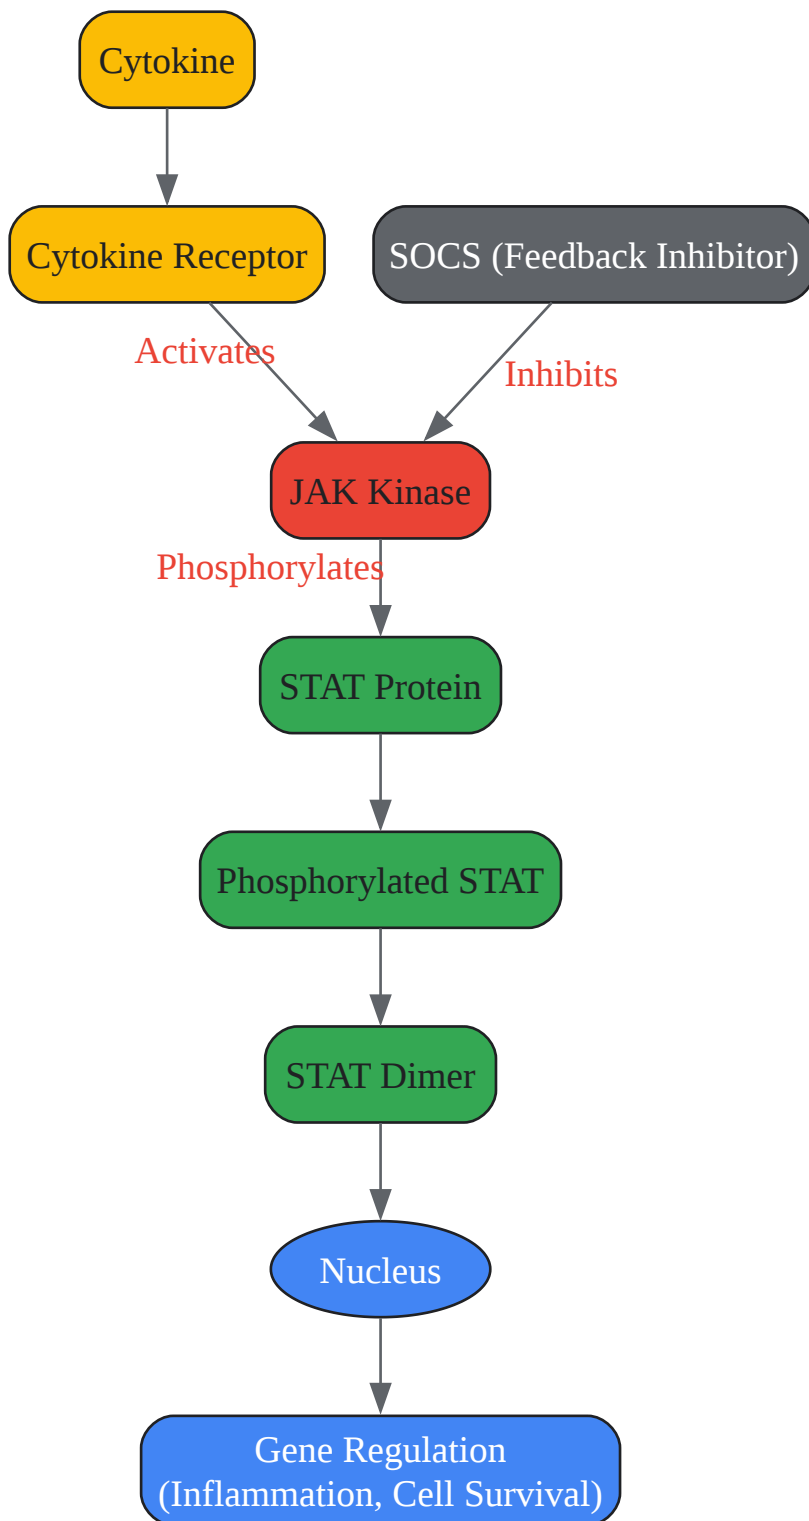 Cytokine
Cytokine Receptor
SOCS (Feedback Inhibitor)
Activates
Inhibits
JAK Kinase
Phosphorylates
STAT Protein
Phosphorylated STAT
STAT Dimer
Nucleus
Gene Regulation
(Inflammation, Cell Survival)